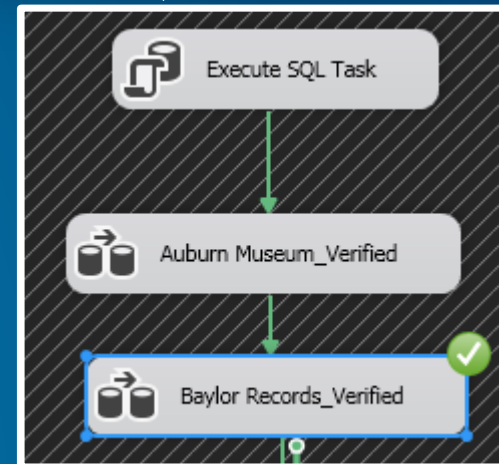 Execute SQL Task
Auburn Museum_Verified
Baylor Records_Verified